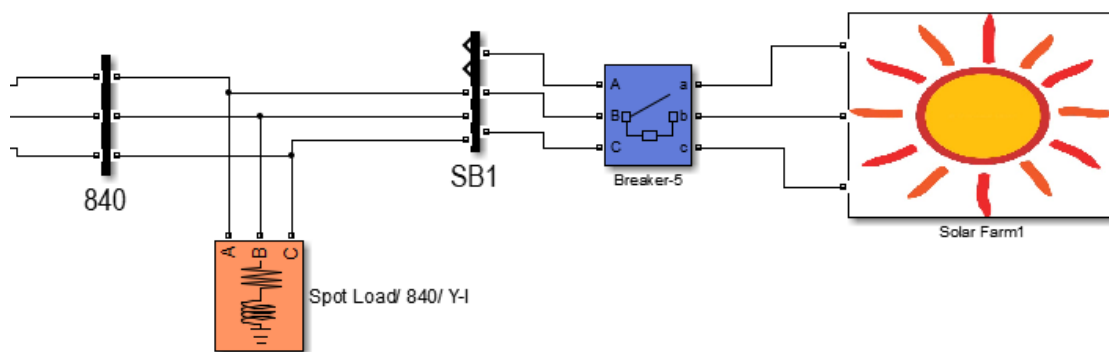 840
SB1
A a
B b
C c
Breaker-5
Solar Farm1
A B C
Spot Load/ 840/ Y-I